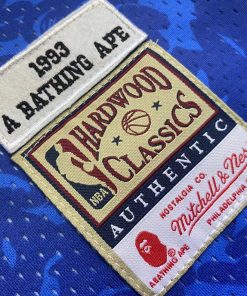 1993
A BATHING APE
HARDWOOD
CLASSICS
NBA
AUTHENTIC
NOSTALGIA CO.
Mitchell & Ness
PHILADELPHIA
A BATHING APE